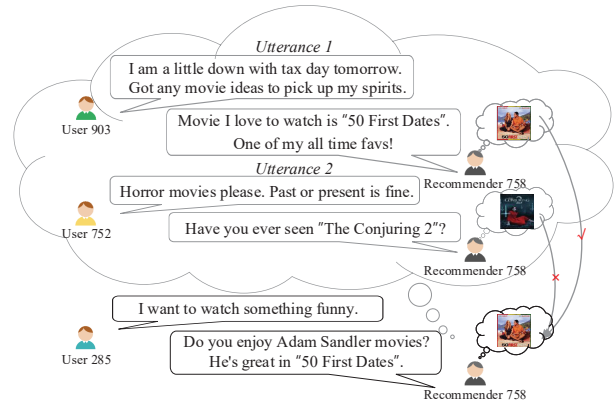 Utterance 1
I am a little down with tax day tomorrow.
Got any movie ideas to pick up my spirits.
User 903
Movie I love to watch is "50 First Dates".
One of my all time favs!
Recommender 758
Utterance 2
Horror movies please. Past or present is fine.
User 752
Have you ever seen "The Conjuring 2"?
Recommender 758
I want to watch something funny.
User 285
Do you enjoy Adam Sandler movies?
He's great in "50 First Dates".
Recommender 758